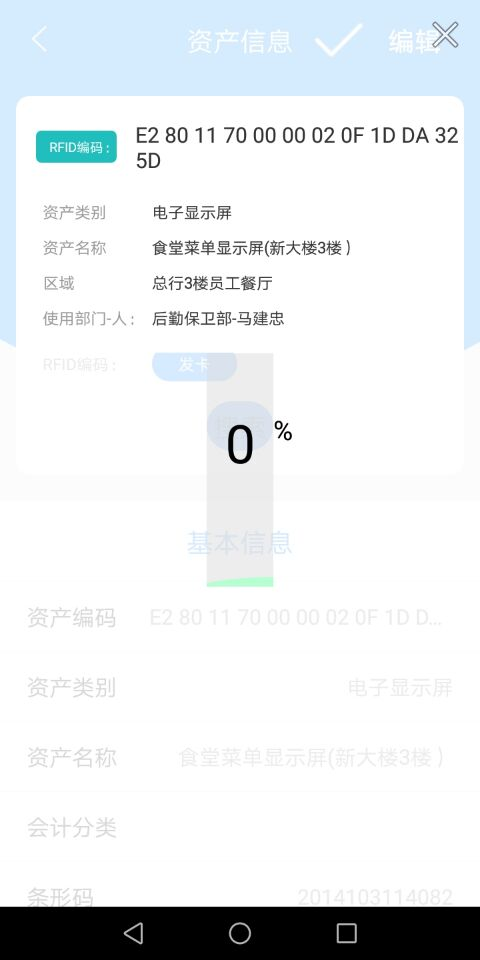 资产信息
编辑
RFID编码 :
E2 80 11 70 00 00 02 0F 1D DA 32
5D
资产类别
电子显示屏
资产名称
食堂菜单显示屏(新大楼3楼 )
区域
总行3楼员工餐厅
使用部门-人 :
后勤保卫部-马建忠
RFID编码 :
发卡
0 %
基本信息
资产编码
E2 80 11 70 00 00 02 0F 1D D...
资产类别
电子显示屏
资产名称
食堂菜单显示屏(新大楼3楼 )
会计分类
条形码
2014103114082